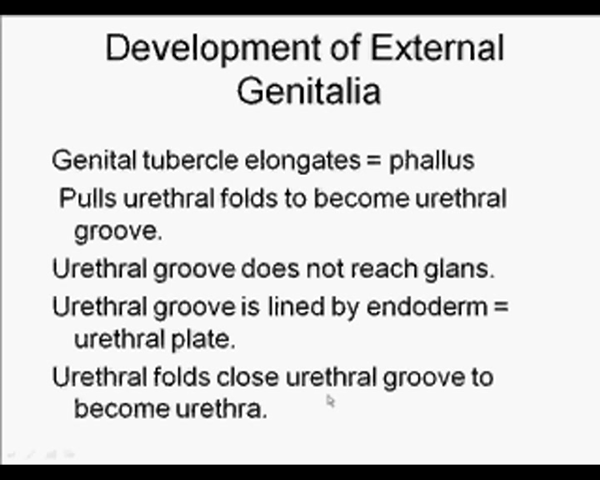 Development of External
Genitalia
Genital tubercle elongates = phallus
Pulls urethral folds to become urethral
groove.
Urethral groove does not reach glans.
Urethral groove is lined by endoderm =
urethral plate.
Urethral folds close urethral groove to
become urethra.